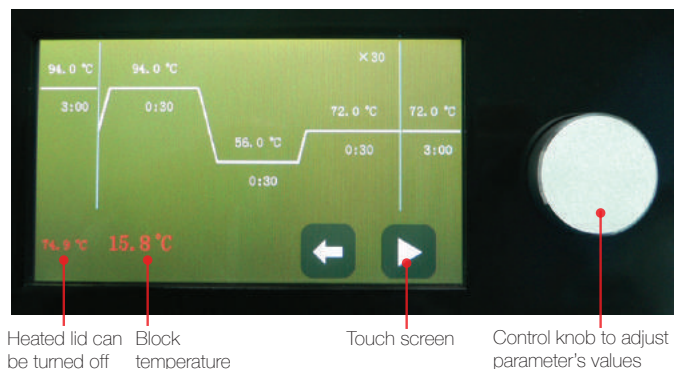 94.0 °C
94.0 °C
×30
3:00
0:30
72.0 °C
72.0 °C
56.0 °C
0:30
3:00
0:30
74.9 °C
15.8 °C
Heated lid can
be turned off
Block
temperature
Touch screen
Control knob to adjust
parameter's values